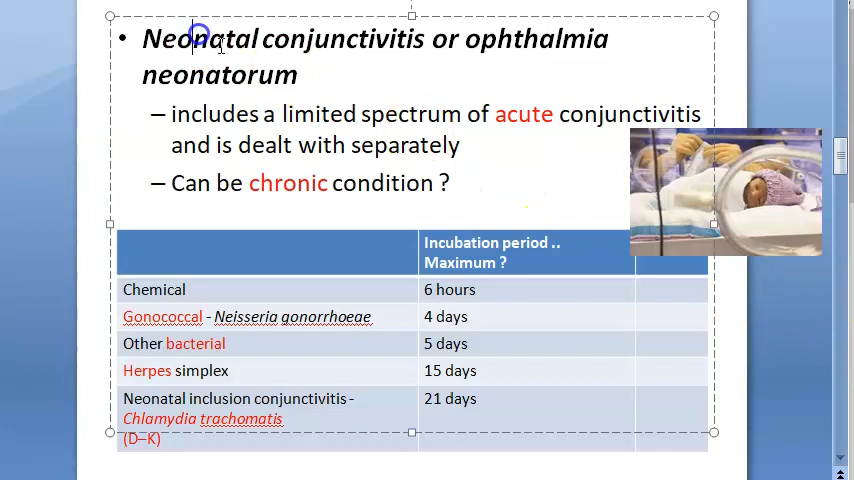 • Neonatal conjunctivitis or ophthalmia
neonatorum
– includes a limited spectrum of acute conjunctivitis
and is dealt with separately
– Can be chronic condition ?
Incubation period ..
Maximum ?
Chemical 6 hours
Gonococcal - Neisseria gonorrhoeae 4 days
Other bacterial 5 days
Herpes simplex 15 days
Neonatal inclusion conjunctivitis - 21 days
Chlamydia trachomatis
(D–K)